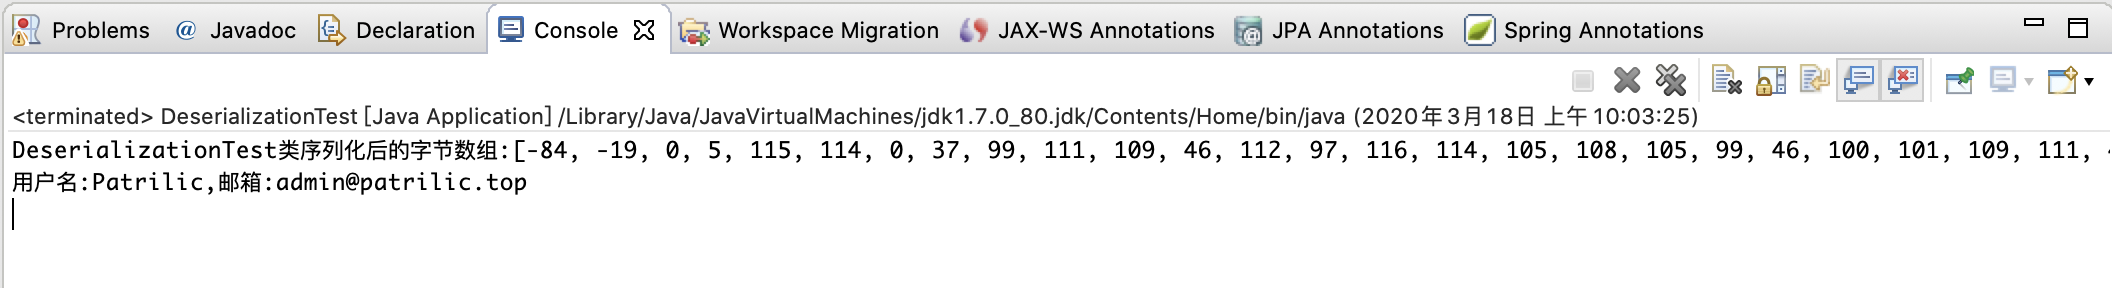 Problems @ Javadoc Declaration Console Workspace Migration JAX-WS Annotations JPA Annotations Spring Annotations
<terminated> DeserializationTest [Java Application] /Library/Java/JavaVirtualMachines/jdk1.7.0_80.jdk/Contents/Home/bin/java (2020年3月18日 上午10:03:25)
DeserializationTest类序列化后的字节数组:[-84, -19, 0, 5, 115, 114, 0, 37, 99, 111, 109, 46, 112, 97, 116, 114, 105, 108, 105, 99, 46, 100, 101, 109, 111,
用户名:Patrilic,邮箱:admin@patrilic.top